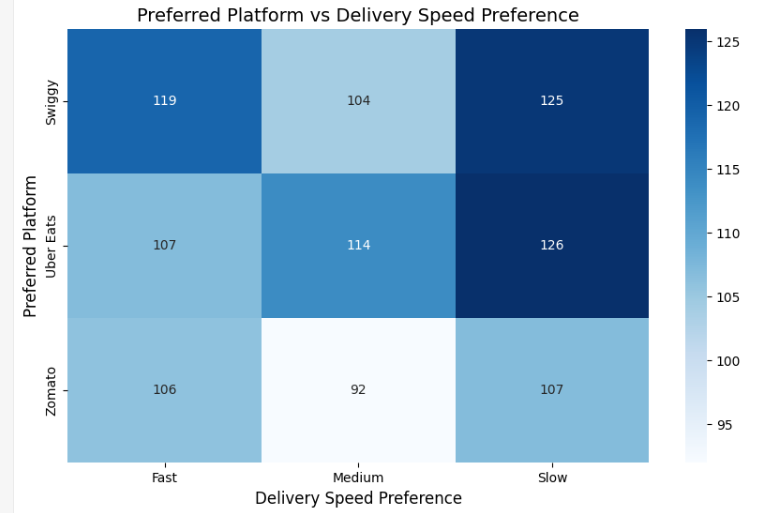 Preferred Platform vs Delivery Speed Preference
Preferred Platform
Swiggy
119 104 125
Uber Eats
107 114 126
Zomato
106 92 107
Fast Medium Slow
Delivery Speed Preference
125
120
115
110
105
100
95